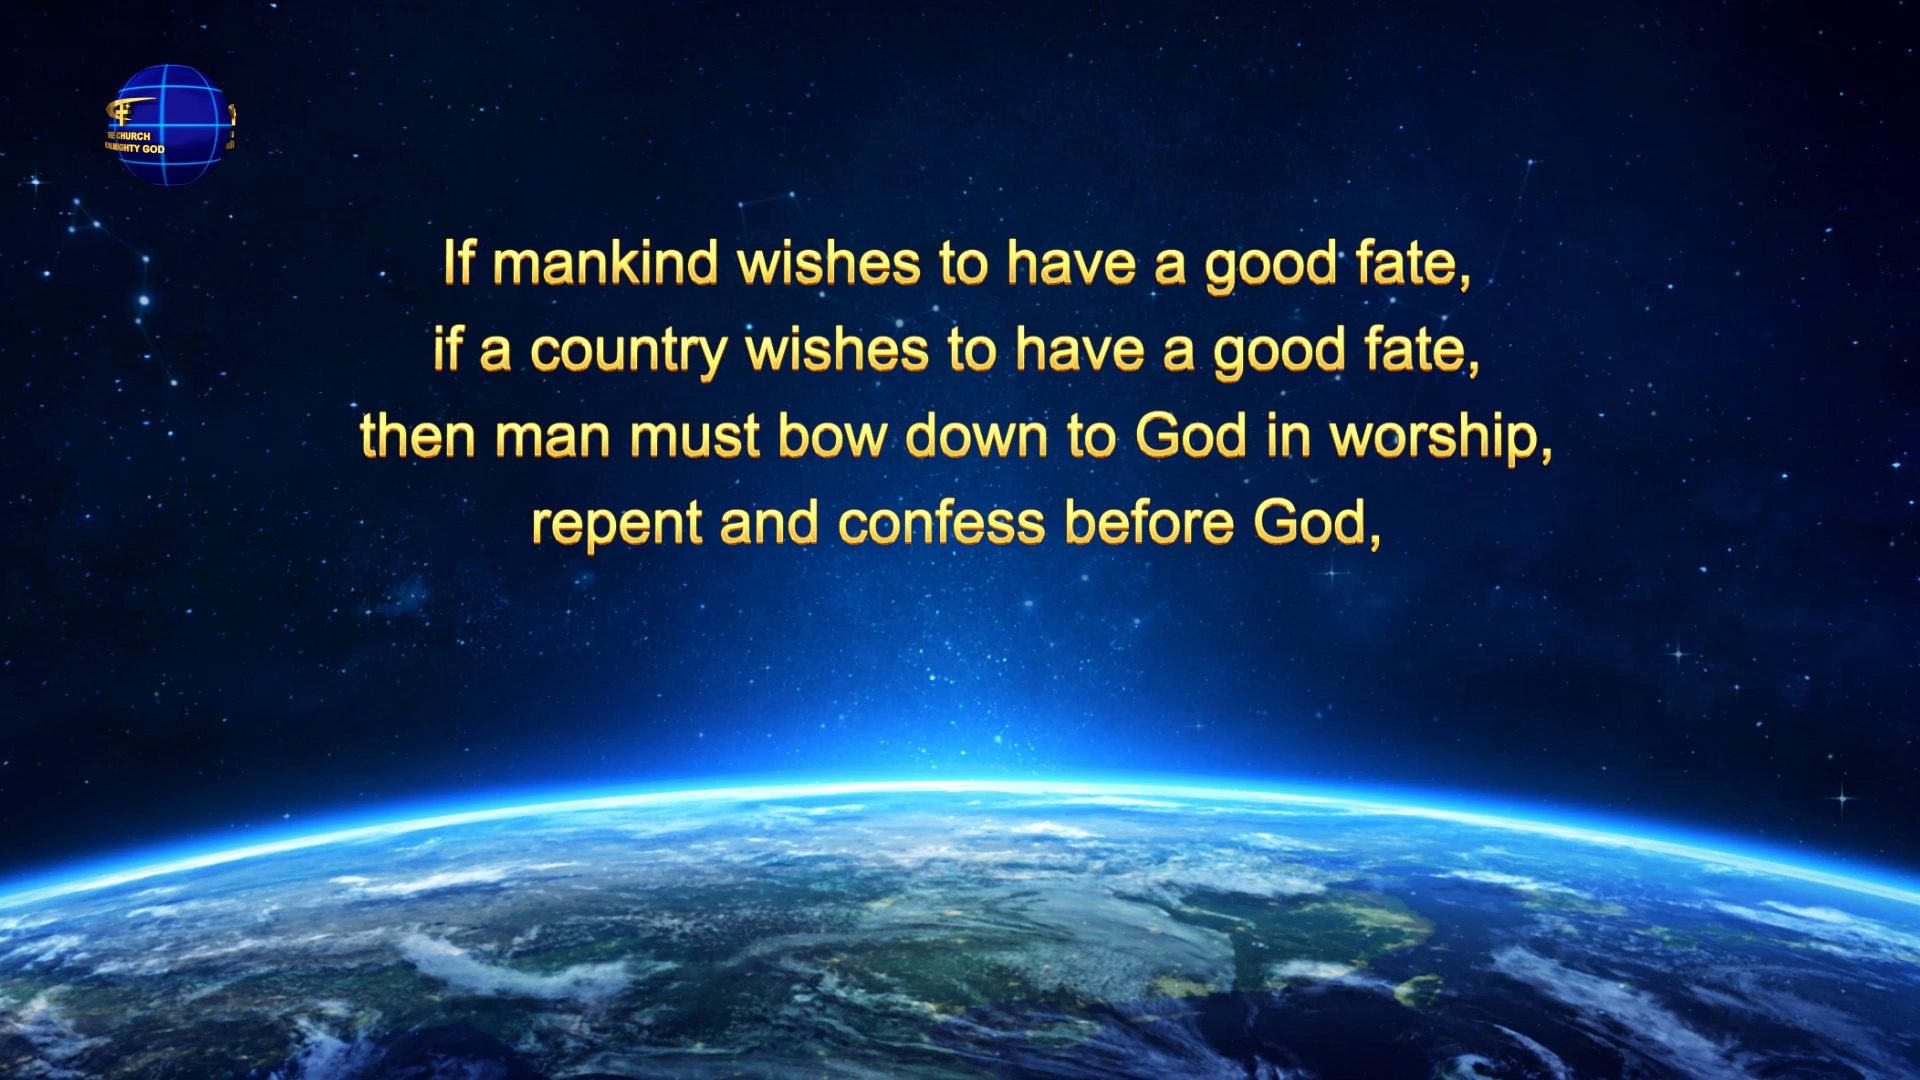 CHURCH
GOD
If mankind wishes to have a good fate,
if a country wishes to have a good fate,
then man must bow down to God in worship,
repent and confess before God,